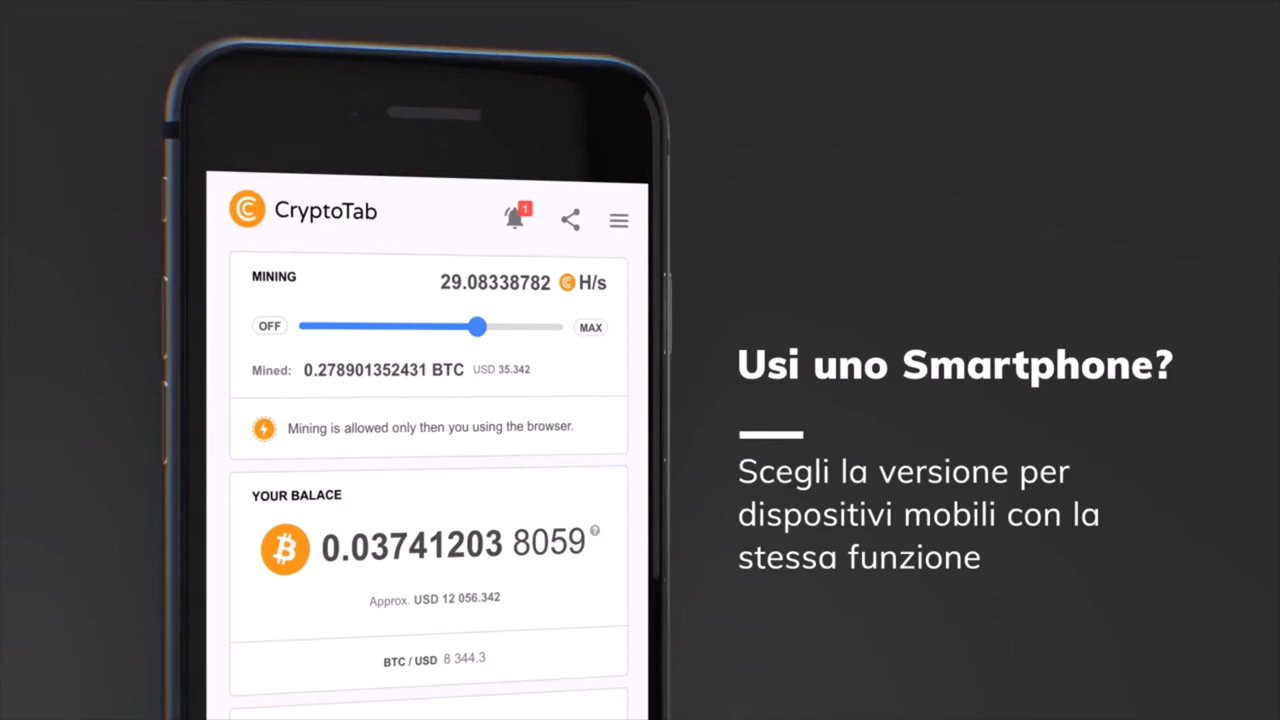 CryptoTab
1
MINING
29.08338782 H/s
OFF
MAX
Mined: 0.278901352431 BTC USD 35.342
Mining is allowed only then you using the browser.
YOUR BALACE
0.03741203 8059
?
Approx. USD 12 056.342
BTC / USD 8 344.3
Usi uno Smartphone?
Scegli la versione per
dispositivi mobili con la
stessa funzione